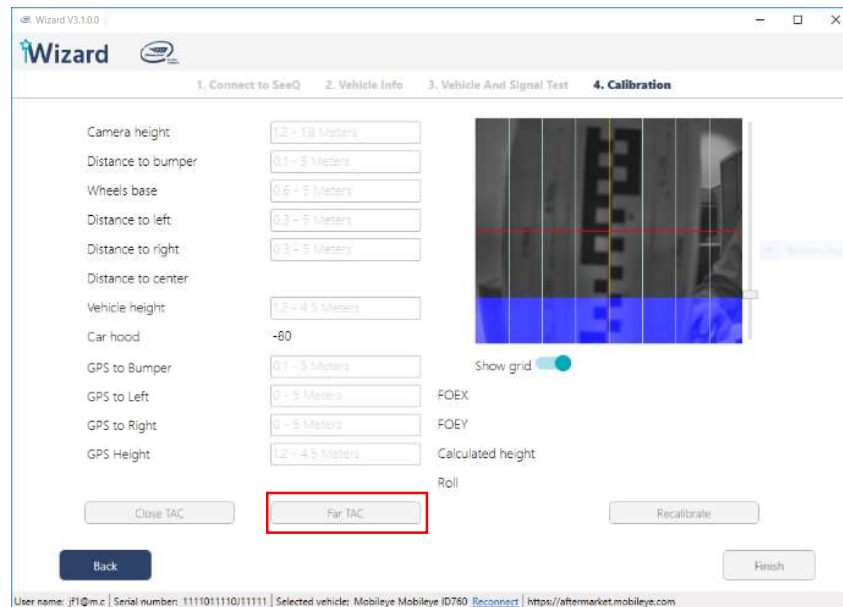 Wizard V3.1.0.0
iWizard
1. Connect to SeeQ 2. Vehicle Info 3. Vehicle And Signal Test 4. Calibration
Camera height 1.2 - 1.8 Meters
Distance to bumper 0.1 - 5 Meters
Wheels base 0.6 - 5 Meters
Distance to left 0.3 - 5 Meters
Distance to right 0.3 - 5 Meters
Distance to center
Vehicle height 1.2 - 4.5 Meters
Car hood -80
GPS to Bumper 0.1 - 5 Meters Show grid
GPS to Left 0 - 5 Meters FOEX
GPS to Right 0 - 5 Meters FOEY
GPS Height 1.2 - 4.5 Meters Calculated height
Roll
Close TAC Far TAC Recalibrate
Back Finish
User name: jf1@m.c Serial number: 1111011110J11111 Selected vehicle: Mobileye Mobileye ID760 Reconnect https://aftermarket.mobileye.com